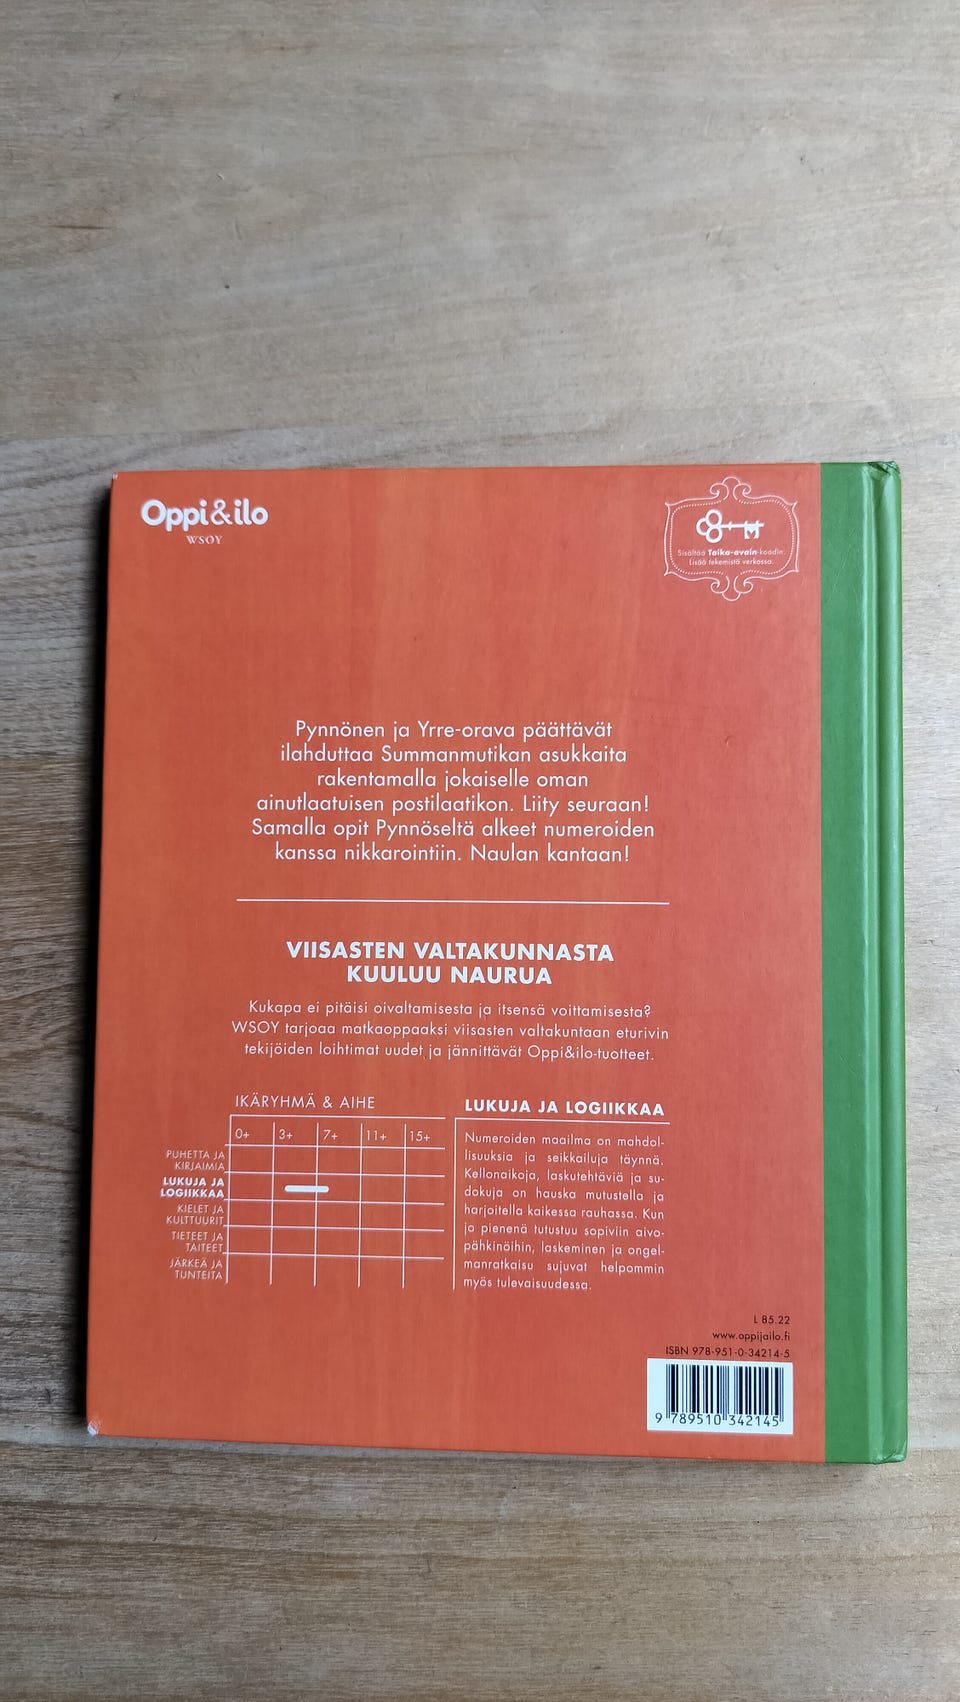 Oppi&ilo
WSOY
Sisältää Taika-avain-koodin.
Lisää tekemistä verkossa.
Pynnönen ja Yrre-orava päättävät
ilahduttaa Summanmutikan asukkaita
rakentamalla jokaiselle oman
ainutlaatuisen postilaatikon. Liity seuraan!
Samalla opit Pynnöseltä alkeet numeroiden
kanssa nikkarointiin. Naulan kantaan!
VIISASTEN VALTAKUNNASTA
KUULUU NAURUA
Kukapa ei pitäisi oivaltamisesta ja itsensä voittamisesta?
WSOY tarjoaa matkaoppaaksi viisasten valtakuntaan eturivin
tekijöiden loihtimat uudet ja jännittävät Oppi&ilo-tuotteet.
IKÄRYHMÄ & AIHE
0+ 3+ 7+ 11+ 15+
PUHETTA JA
KIRJAIMIA
LUKUJA JA
LOGIIKKAA
KIELET JA
KULTTUURIT
TIETEET JA
TAITEET
JÄRKEÄ JA
TUNTEITA
LUKUJA JA LOGIIKKAA
Numeroiden maailma on mahdol-
lisuuksia ja seikkailuja täynnä.
Kellonaikoja, laskutehtäviä ja su-
dokuja on hauska mutustella ja
harjoitella kaikessa rauhassa. Kun
jo pienenä tutustuu sopiviin aivo-
pähkinöihin, laskeminen ja ongel-
manratkaisu sujuvat helpommin
myös tulevaisuudessa.
L 85.22
www.oppijailo.fi
ISBN 978-951-0-34214-5
9 789510 342145